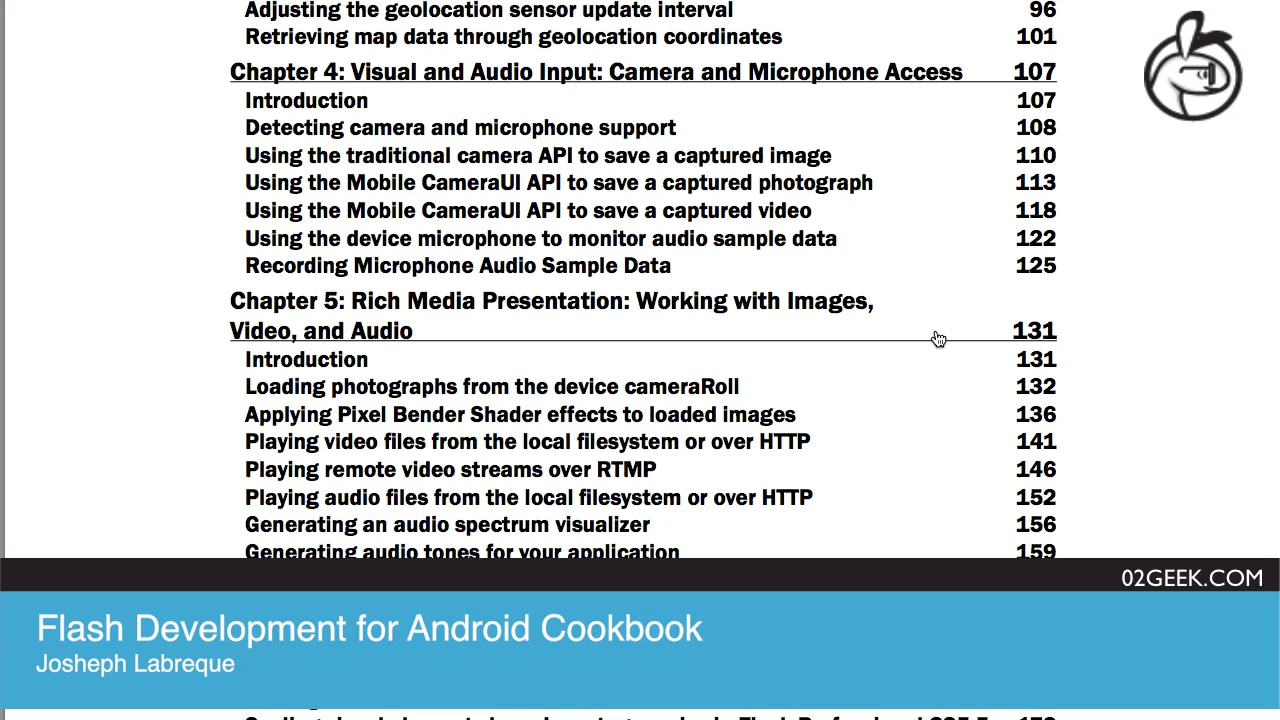 Adjusting the geolocation sensor update interval 96
Retrieving map data through geolocation coordinates 101
Chapter 4: Visual and Audio Input: Camera and Microphone Access 107
Introduction 107
Detecting camera and microphone support 108
Using the traditional camera API to save a captured image 110
Using the Mobile CameraUI API to save a captured photograph 113
Using the Mobile CameraUI API to save a captured video 118
Using the device microphone to monitor audio sample data 122
Recording Microphone Audio Sample Data 125
Chapter 5: Rich Media Presentation: Working with Images,
Video, and Audio 131
Introduction 131
Loading photographs from the device cameraRoll 132
Applying Pixel Bender Shader effects to loaded images 136
Playing video files from the local filesystem or over HTTP 141
Playing remote video streams over RTMP 146
Playing audio files from the local filesystem or over HTTP 152
Generating an audio spectrum visualizer 156
Generating audio tones for your application 159
02GEEK.COM
Flash Development for Android Cookbook
Josheph Labreque